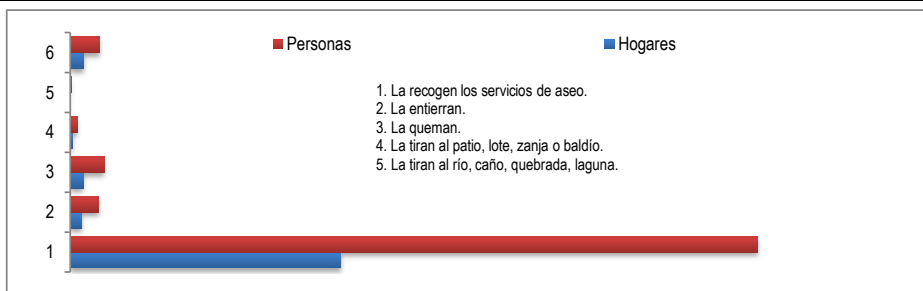 Personas
Hogares
6
5
4
3
2
1
1. La recogen los servicios de aseo.
2. La entierran.
3. La queman.
4. La tiran al patio, lote, zanja o baldío.
5. La tiran al río, caño, quebrada, laguna.